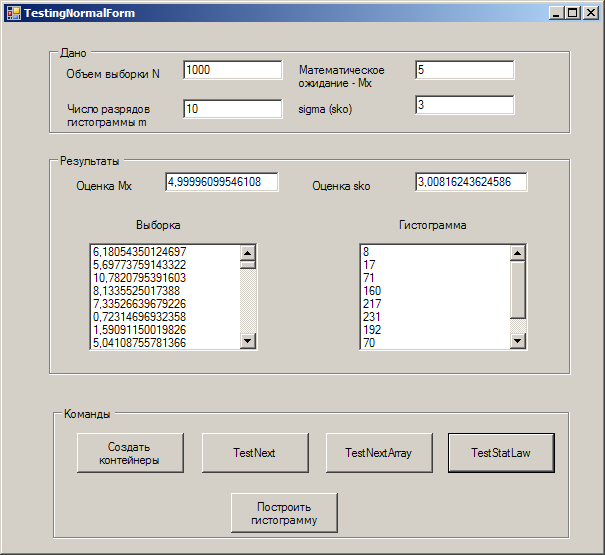 TestingNormalForm
Дано
Объем выборки N
1000
Математическое
ожидание - Mx
5
Число разрядов
гистограммы m
10
sigma (sko)
3
Результаты
Оценка Mx
4,99996099546108
Оценка sko
3,00816243624586
Выборка
Гистограмма
6,18054350124697
5,69773759143322
10,7820795391603
8,1335525017388
7,33526639679226
0,72314696932358
1,59091150019826
5,04108755781366
8
17
71
160
217
231
192
70
Команды
Создать
контейнеры
TestNext
TestNextArray
TestStatLaw
Построить
гистограмму